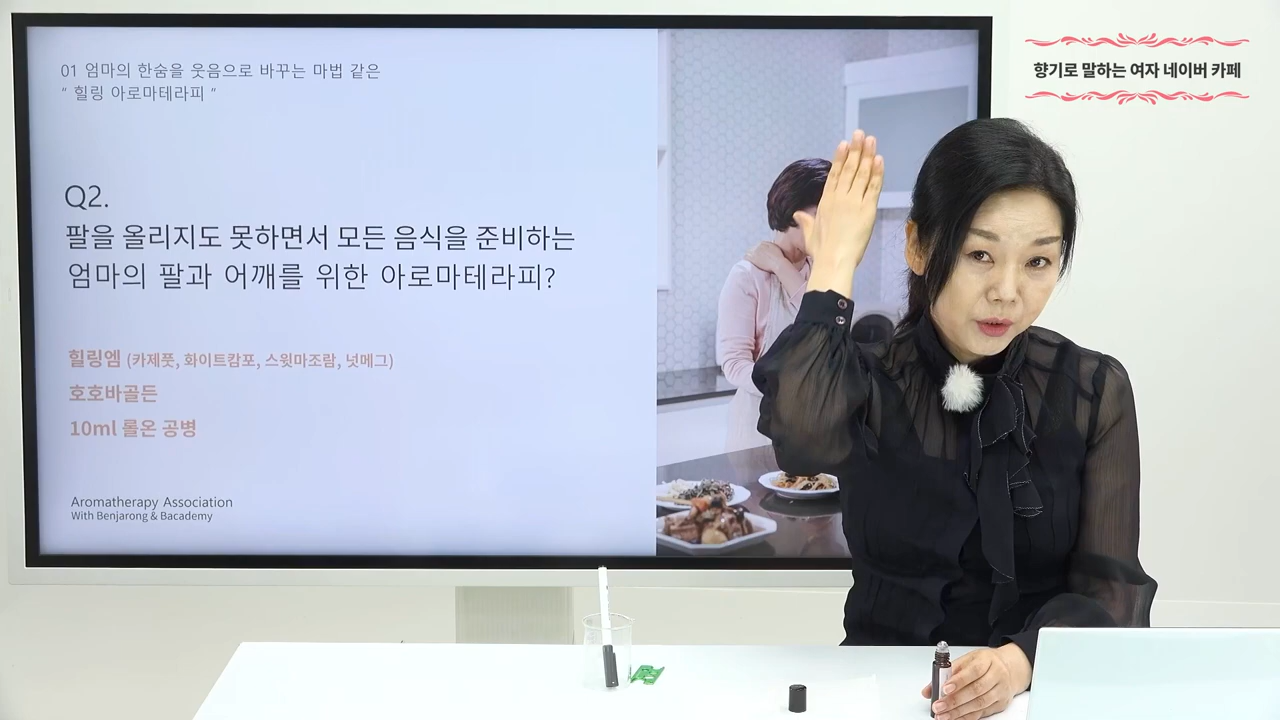 01 엄마의 한숨을 웃음으로 바꾸는 마법 같은
“ 힐링 아로마테라피 ”
Q2.
팔을 올리지도 못하면서 모든 음식을 준비하는
엄마의 팔과 어깨를 위한 아로마테라피?
힐링엠 (카제풋, 화이트캄포, 스윗마조람, 넛메그)
호호바골든
10ml 롤온 공병
Aromatherapy Association
With Benjarong & Bacademy
향기로 말하는 여자 네이버 카페